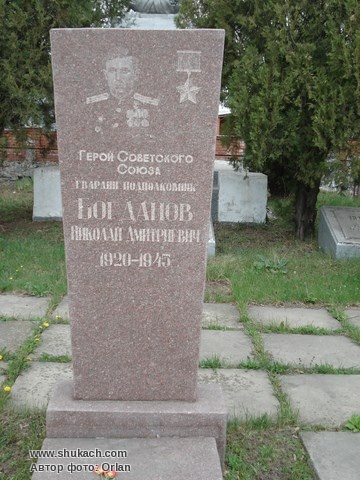 Герой Советского
Союза
гвардии подполковник
Богданов
Николай Дмитриевич
1920-1945
www.shukach.com
Автор фото: Orlan